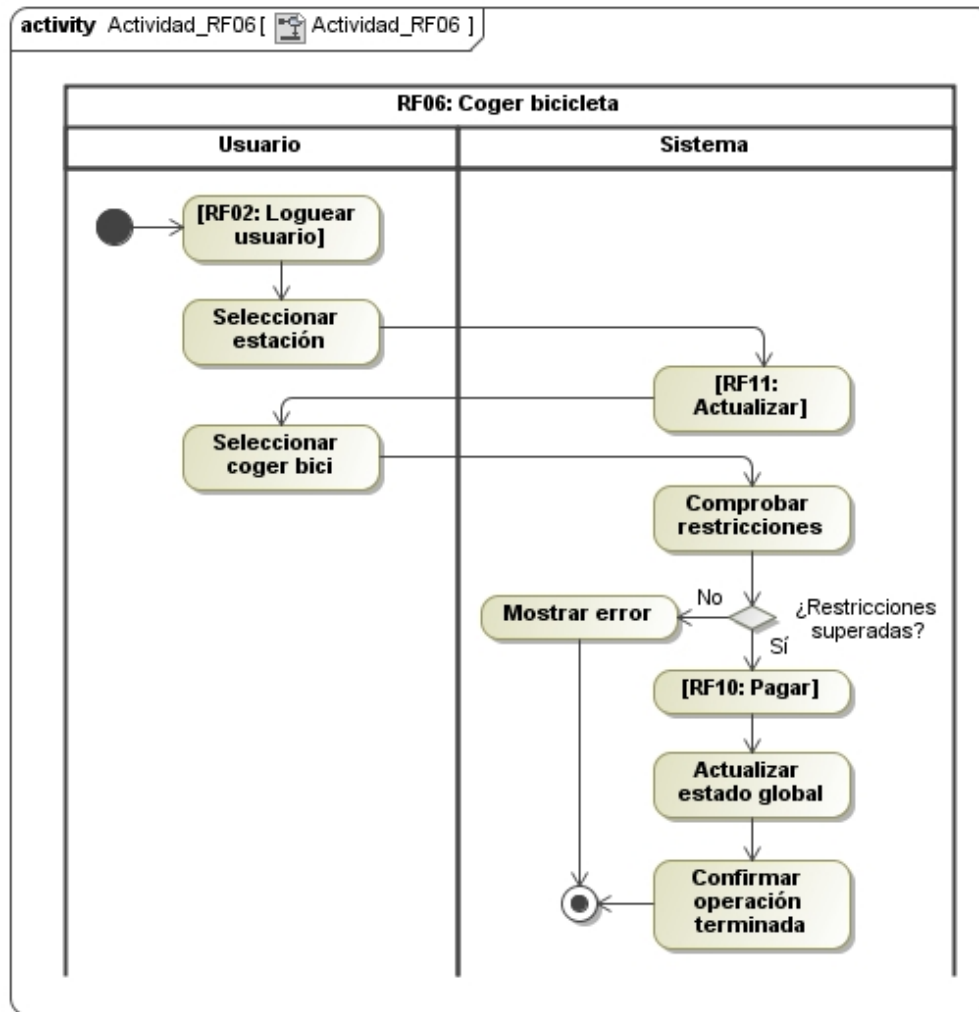 activity Actividad_RF06 [ Actividad_RF06 ]
RF06: Coger bicicleta
Usuario
Sistema
[RF02: Loguear
usuario]
Seleccionar
estación
[RF11:
Actualizar]
Seleccionar
coger bici
Comprobar
restricciones
Mostrar error
No
¿Restricciones
superadas?
Sí
[RF10: Pagar]
Actualizar
estado global
Confirmar
operación
terminada